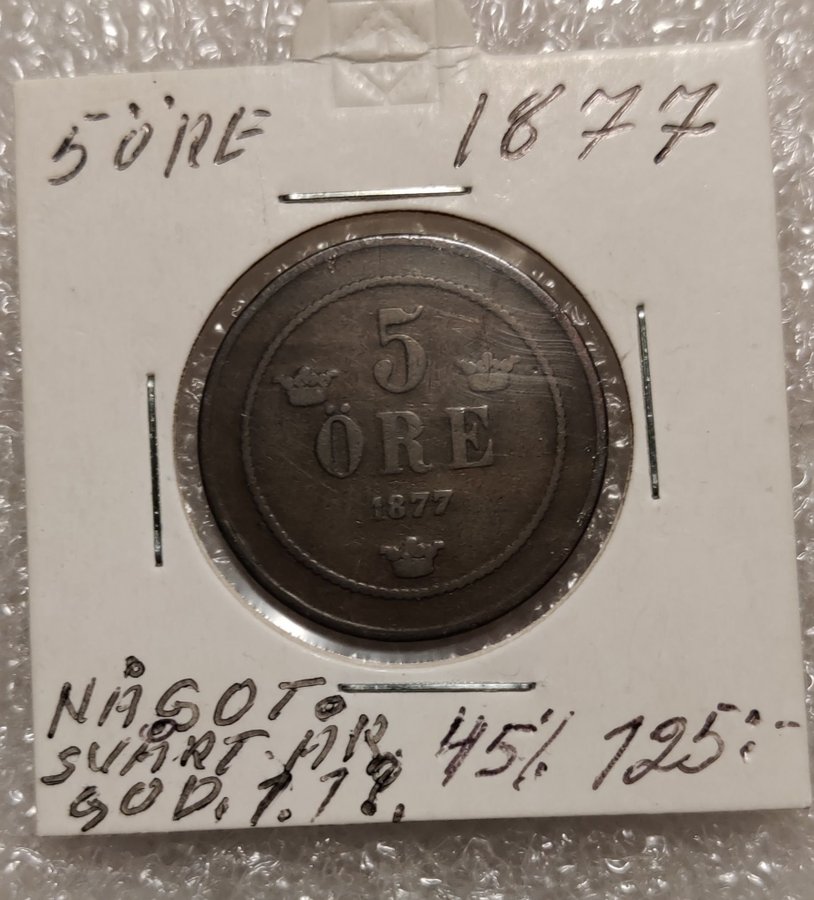 5 ÖRE 1877
5
ÖRE
1877
NÅGOT.
SVÅRT ÅR. 45% 125:-
GOD. 1.1?.